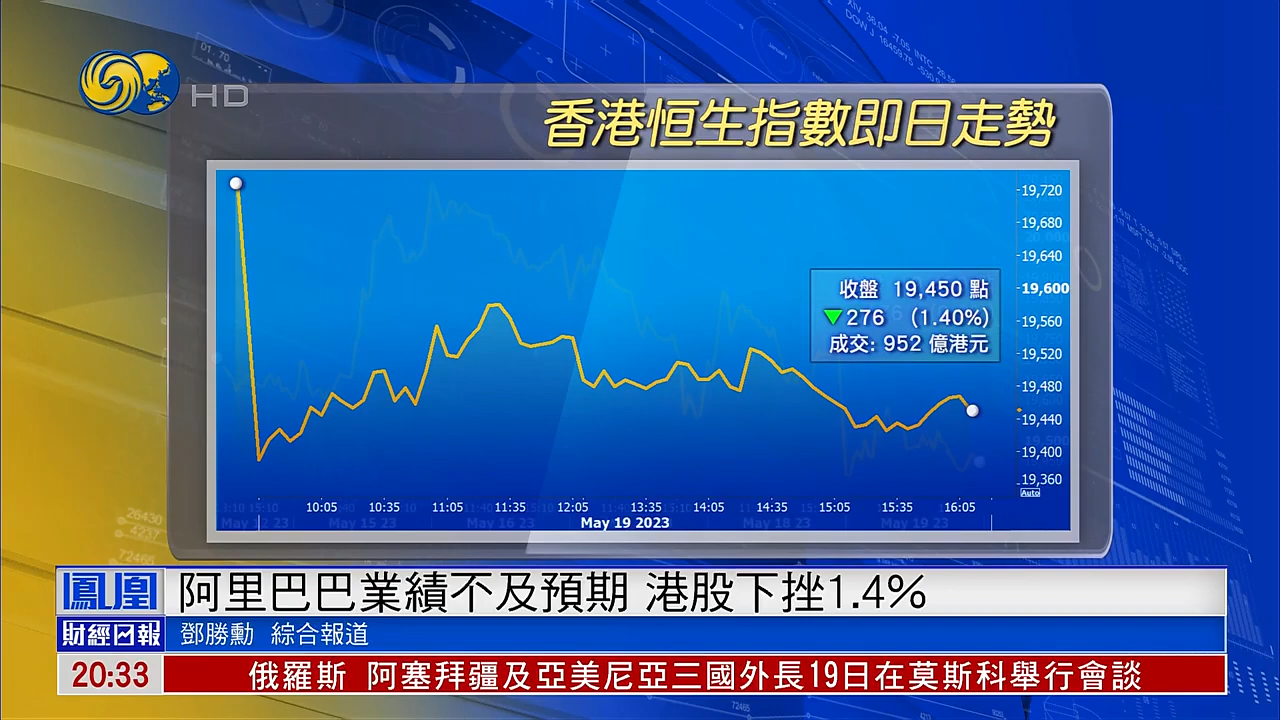 HD
香港恒生指數即日走勢
19,720
19,680
19,640
19,600
19,560
19,520
19,480
19,440
19,400
19,360
Auto
收盤 19,450 點
▼276 (1.40%)
成交: 952 億港元
10:05 10:35 11:05 11:35 12:05 13:35 14:05 14:35 15:05 15:35 16:05
May 19 2023
鳳凰
財經日報
阿里巴巴業績不及預期 港股下挫1.4%
鄧勝勳 綜合報道
20:33
俄羅斯 阿塞拜疆及亞美尼亞三國外長19日在莫斯科舉行會談